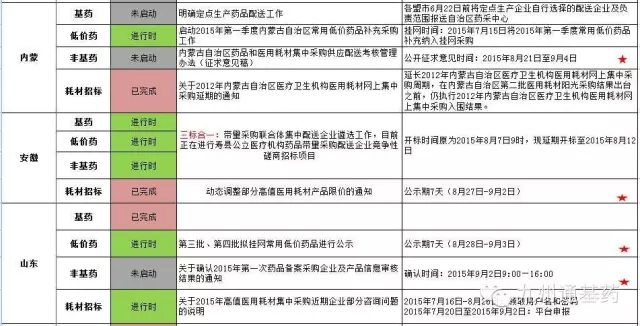 内蒙
基药
未启动
明确定点生产药品配送工作
各盟市6月22日前将定点生产企业自行选择的配送企业及负
责范围报送自治区药采中心
低价药
进行时
启动2015年第一季度内蒙古自治区常用低价药品补充采购
工作
挂网时间：2015年7月15日将2015年第一季度常用低价药品
补充纳入挂网采购
非基药
未启动
内蒙古自治区药品和医用耗材集中采购供应配送考核管理
办法（征求意见稿）
公开征求意见时间：2015年8月21日至9月4日
耗材招标
已完成
关于2012年内蒙古自治区医疗卫生机构医用耗材网上集中
采购延期的通知
延长2012年内蒙古自治区医疗卫生机构医用耗材网上集中
采购周期，在内蒙古自治区第二批医用耗材阳光采购结果出台
之前，仍执行2012年内蒙古自治区医疗机构医用耗材网上
集中采购入围结果。
安徽
基药
进行时
低价药
进行时
非基药
进行时
三标合一：带量采购联合体集中配送企业遴选工作，目前
正在进行寿县公立医疗机构药品带量采购配送企业竞争性
磋商招标项目
开标时间原为2015年8月7日9时，现延期开标至2015年8月12
日
耗材招标
已完成
动态调整部分高值医用耗材产品限价的通知
公示期7天（8月27日-9月2日）
山东
基药
已完成
低价药
进行时
第三批、第四批拟挂网常用低价药品进行公示
公示期7天（8月28日-9月3日）
非基药
未启动
关于确认2015年第一次药品备案采购企业及产品信息审核
结果的通知
确认时间：2015年9月2日9:00—16:00
耗材招标
进行时
关于2015年高值医用耗材集中采购近期企业部分咨询问题
的说明
2015年7月16日-8月26日领取用户名和密码
2015年7月20日至2015年9月2日：平台申报
九州通基药